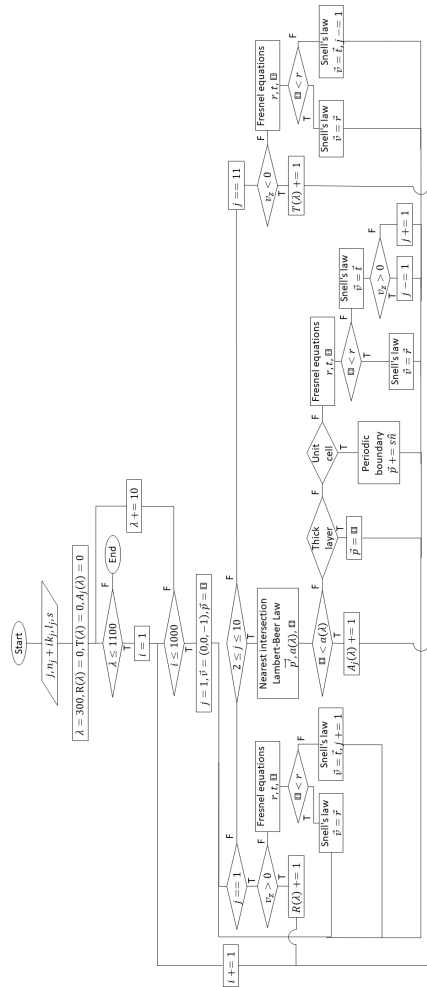 Start
J, n_j + ik_j, l_j, s
λ = 300, R(λ) = 0, T(λ) = 0, A_j(λ) = 0
λ ≤ 1100
F
End
T
λ += 10
i = 1
i ≤ 1000
F
T
j = 1, v⃗ = (0,0,−1), p⃗ = ⚀
i += 1
j == 1
F
T
v_z > 0
F
T
R(λ) += 1
Fresnel equations
r, t, ⚀
⚀ < r
F
T
Snell's law
v⃗ = r⃗
Snell's law
v⃗ = t⃗, j += 1
2 ≤ j ≤ 10
F
T
Nearest intersection
Lambert-Beer Law
p⃗′, a(λ), ⚀
⚀ < a(λ)
F
T
A_j(λ) += 1
Thick
layer
F
T
p⃗ = ⚀
Unit
cell
F
T
Periodic
boundary
p⃗ += sn̂
Fresnel equations
r, t, ⚀
⚀ < r
F
T
Snell's law
v⃗ = r⃗
Snell's law
v⃗ = t⃗
v_z > 0
F
T
j −= 1
j += 1
j == 11
v_z < 0
F
T
T(λ) += 1
Fresnel equations
r, t, ⚀
⚀ < r
F
T
Snell's law
v⃗ = r⃗
Snell's law
v⃗ = t⃗, j −= 1